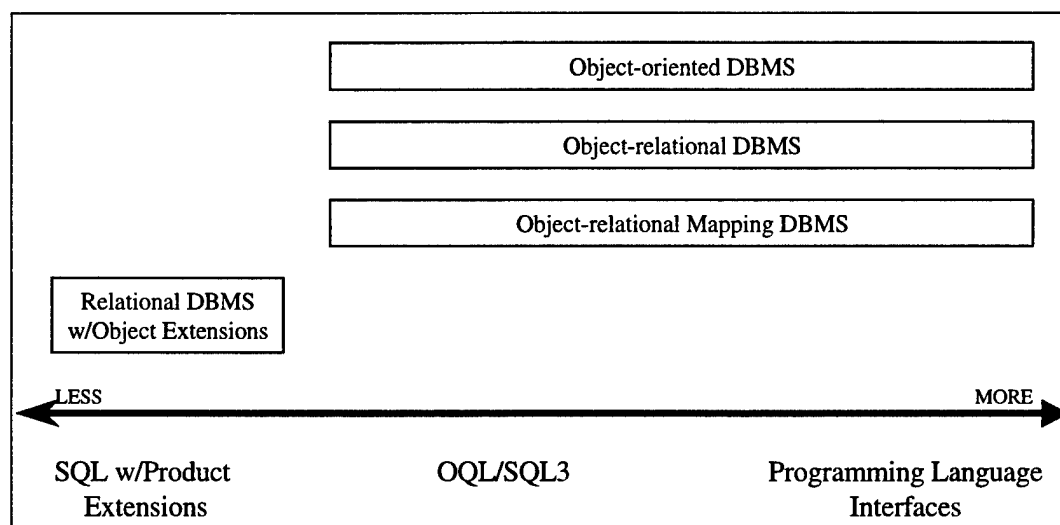 Object-oriented DBMS
Object-relational DBMS
Object-relational Mapping DBMS
Relational DBMS
w/Object Extensions
LESS
MORE
SQL w/Product
Extensions
OQL/SQL3
Programming Language
Interfaces